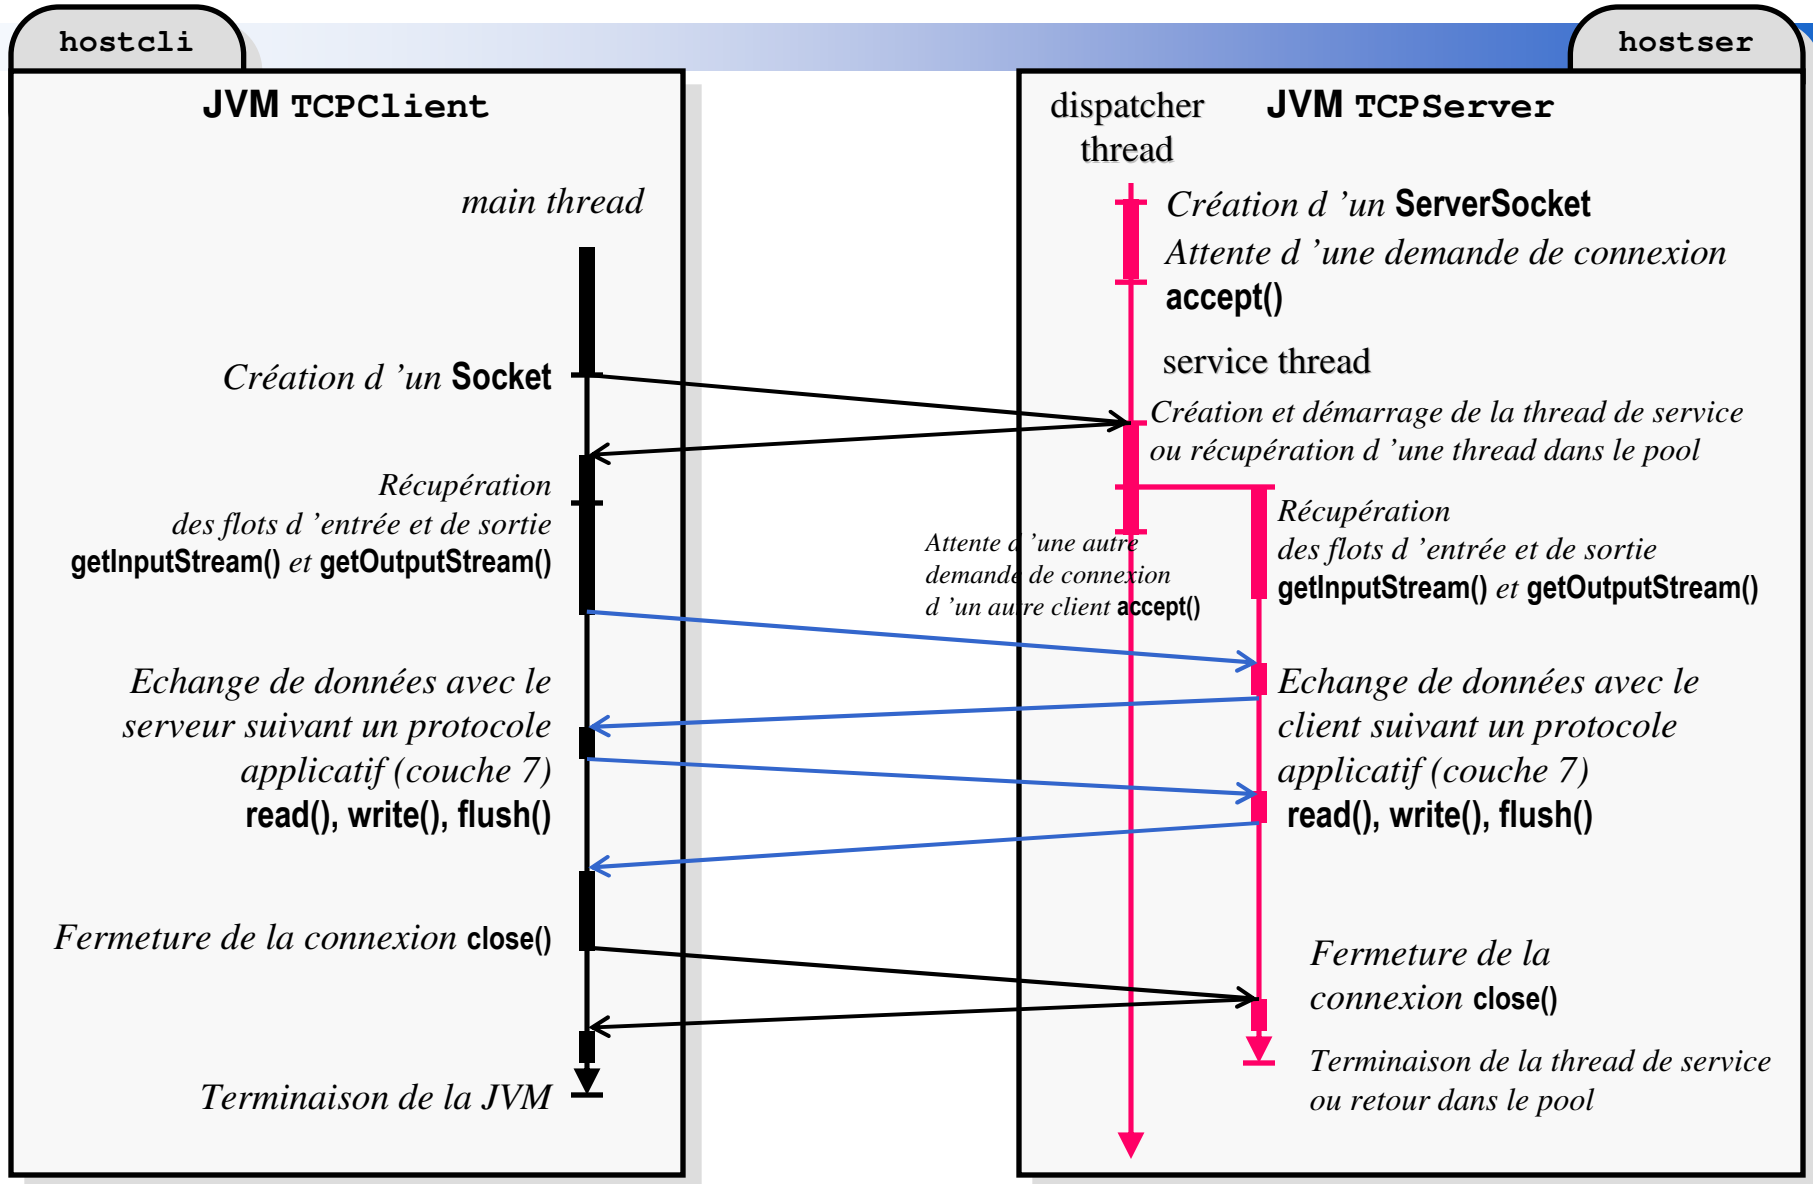 hostcli
hostser
JVM TCPClient
main thread
Création d ’un Socket
Récupération
des flots d ’entrée et de sortie
getInputStream() et getOutputStream()
Echange de données avec le
serveur suivant un protocole
applicatif (couche 7)
read(), write(), flush()
Fermeture de la connexion close()
Terminaison de la JVM
dispatcher
thread
JVM TCPServer
Création d ’un ServerSocket
Attente d ’une demande de connexion
accept()
service thread
Création et démarrage de la thread de service
ou récupération d ’une thread dans le pool
Attente d ’une autre
demande de connexion
d ’un autre client accept()
Récupération
des flots d ’entrée et de sortie
getInputStream() et getOutputStream()
Echange de données avec le
client suivant un protocole
applicatif (couche 7)
read(), write(), flush()
Fermeture de la
connexion close()
Terminaison de la thread de service
ou retour dans le pool